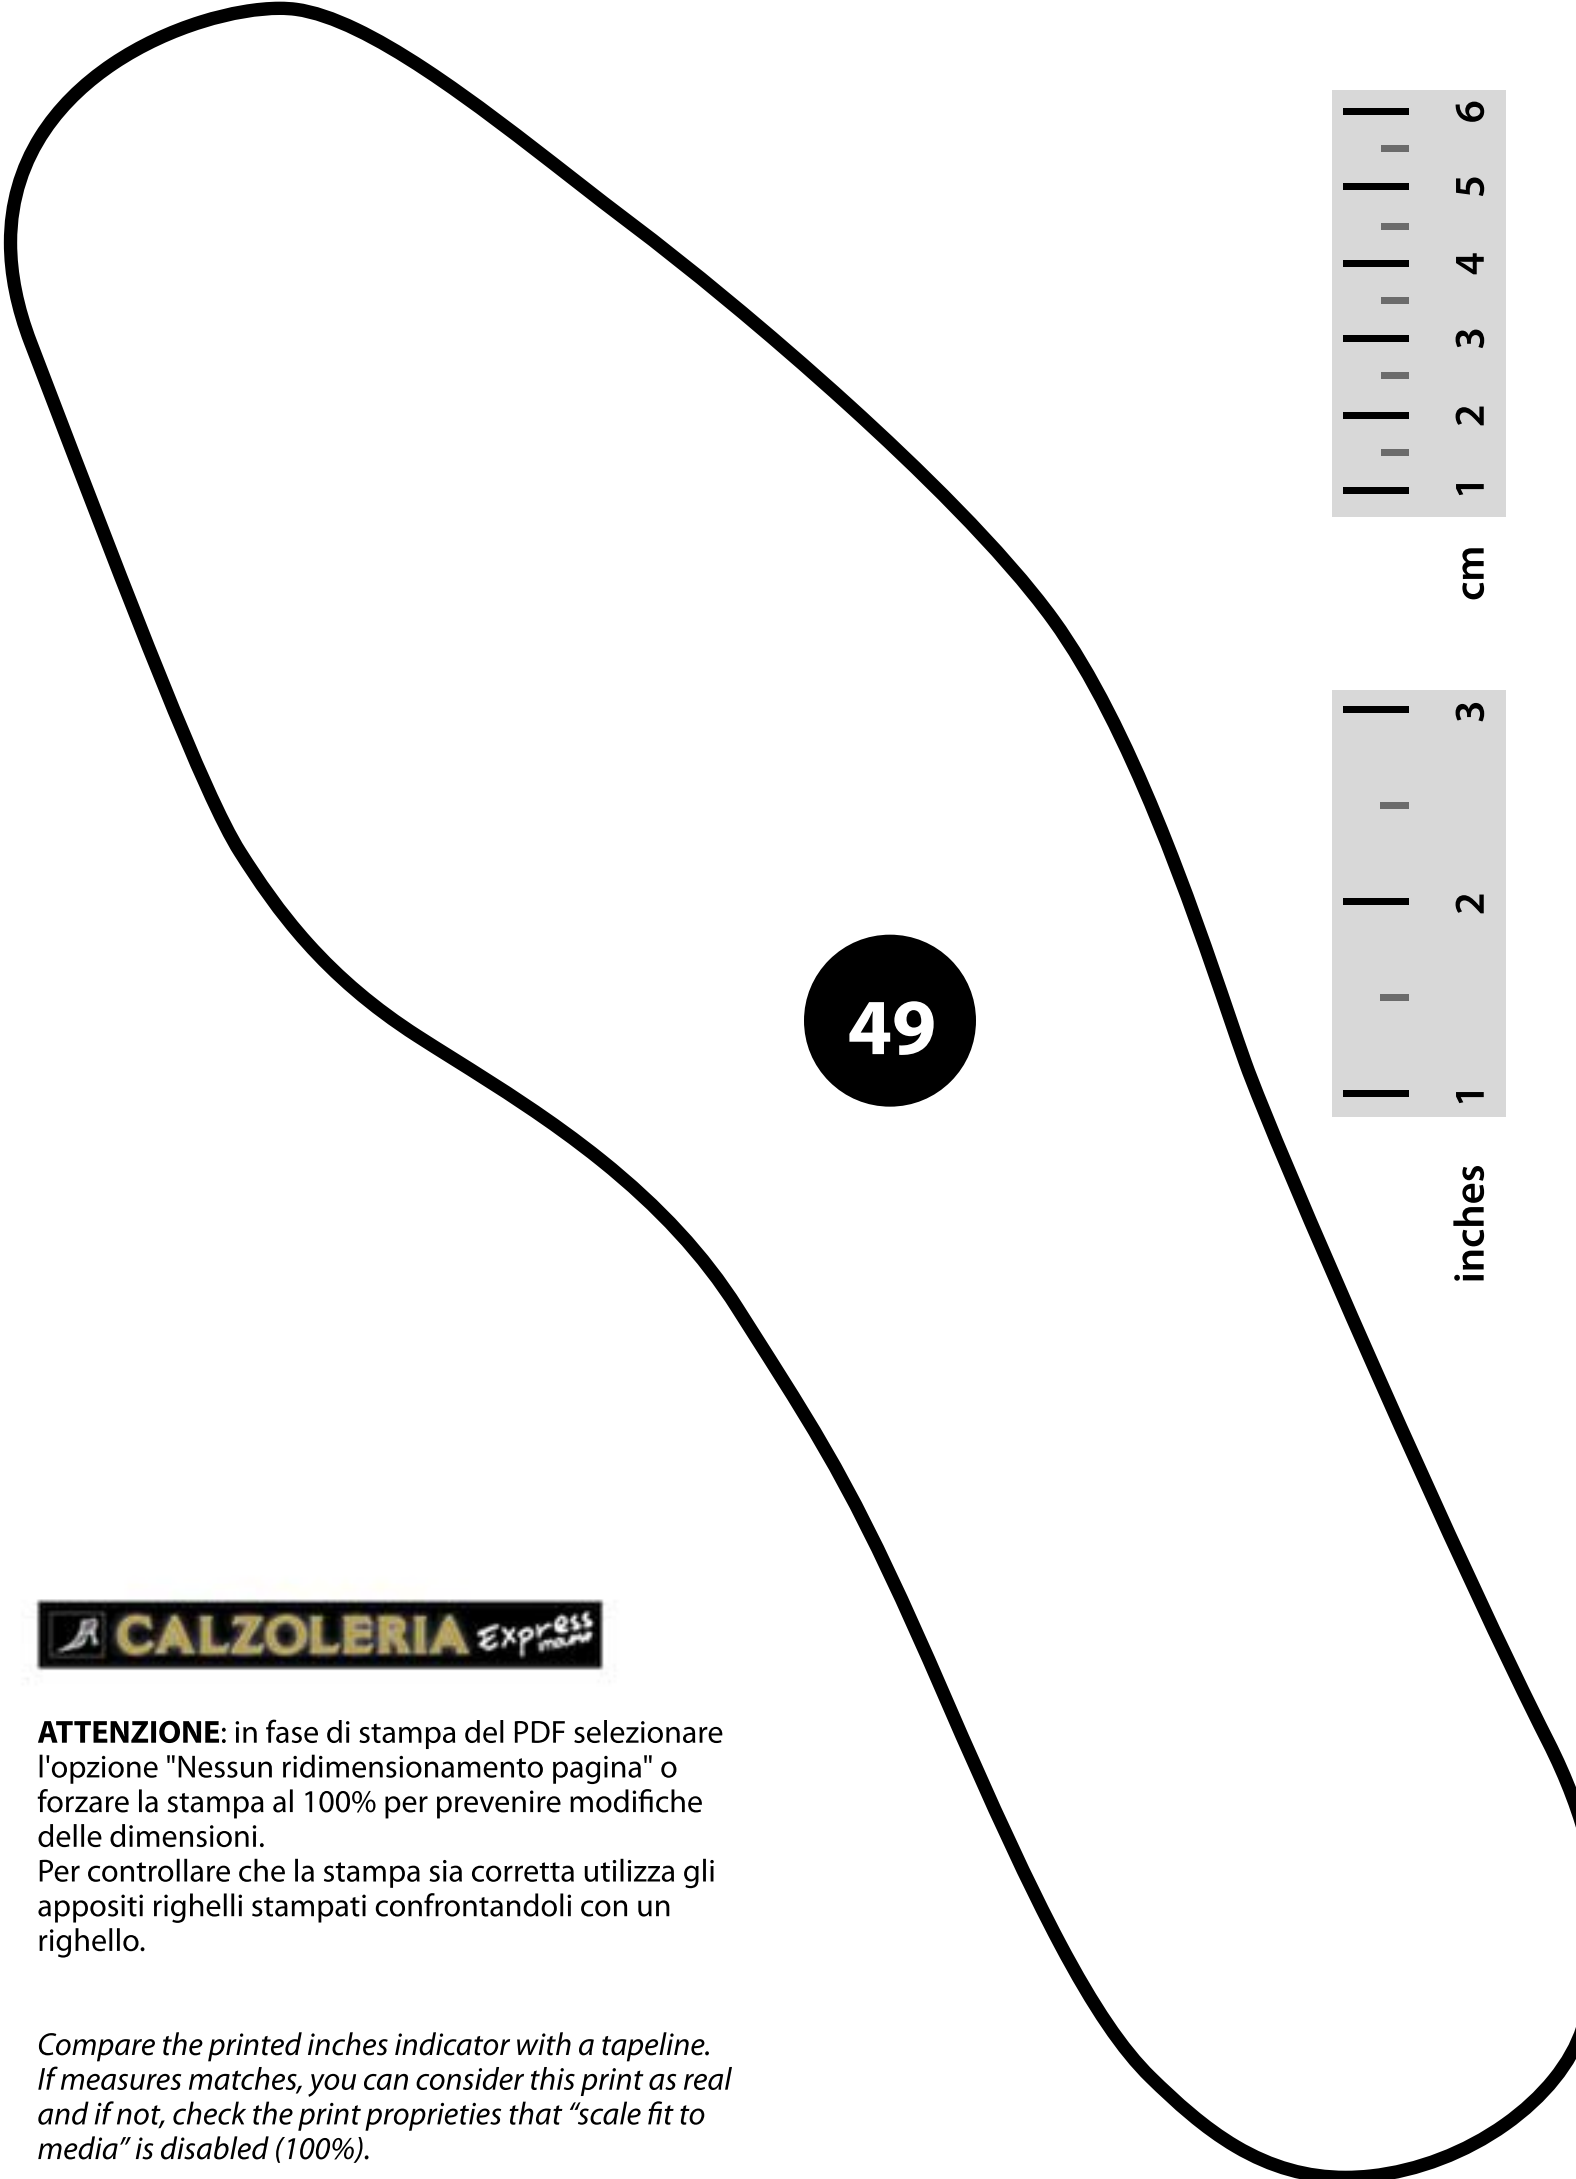 6
5
4
3
2
1
cm
3
2
1
inches
49
CALZOLERIA Express
ATTENZIONE: in fase di stampa del PDF selezionare
l'opzione "Nessun ridimensionamento pagina" o
forzare la stampa al 100% per prevenire modifiche
delle dimensioni.
Per controllare che la stampa sia corretta utilizza gli
appositi righelli stampati confrontandoli con un
righello.
Compare the printed inches indicator with a tapeline.
If measures matches, you can consider this print as real
and if not, check the print proprieties that “scale fit to
media” is disabled (100%).